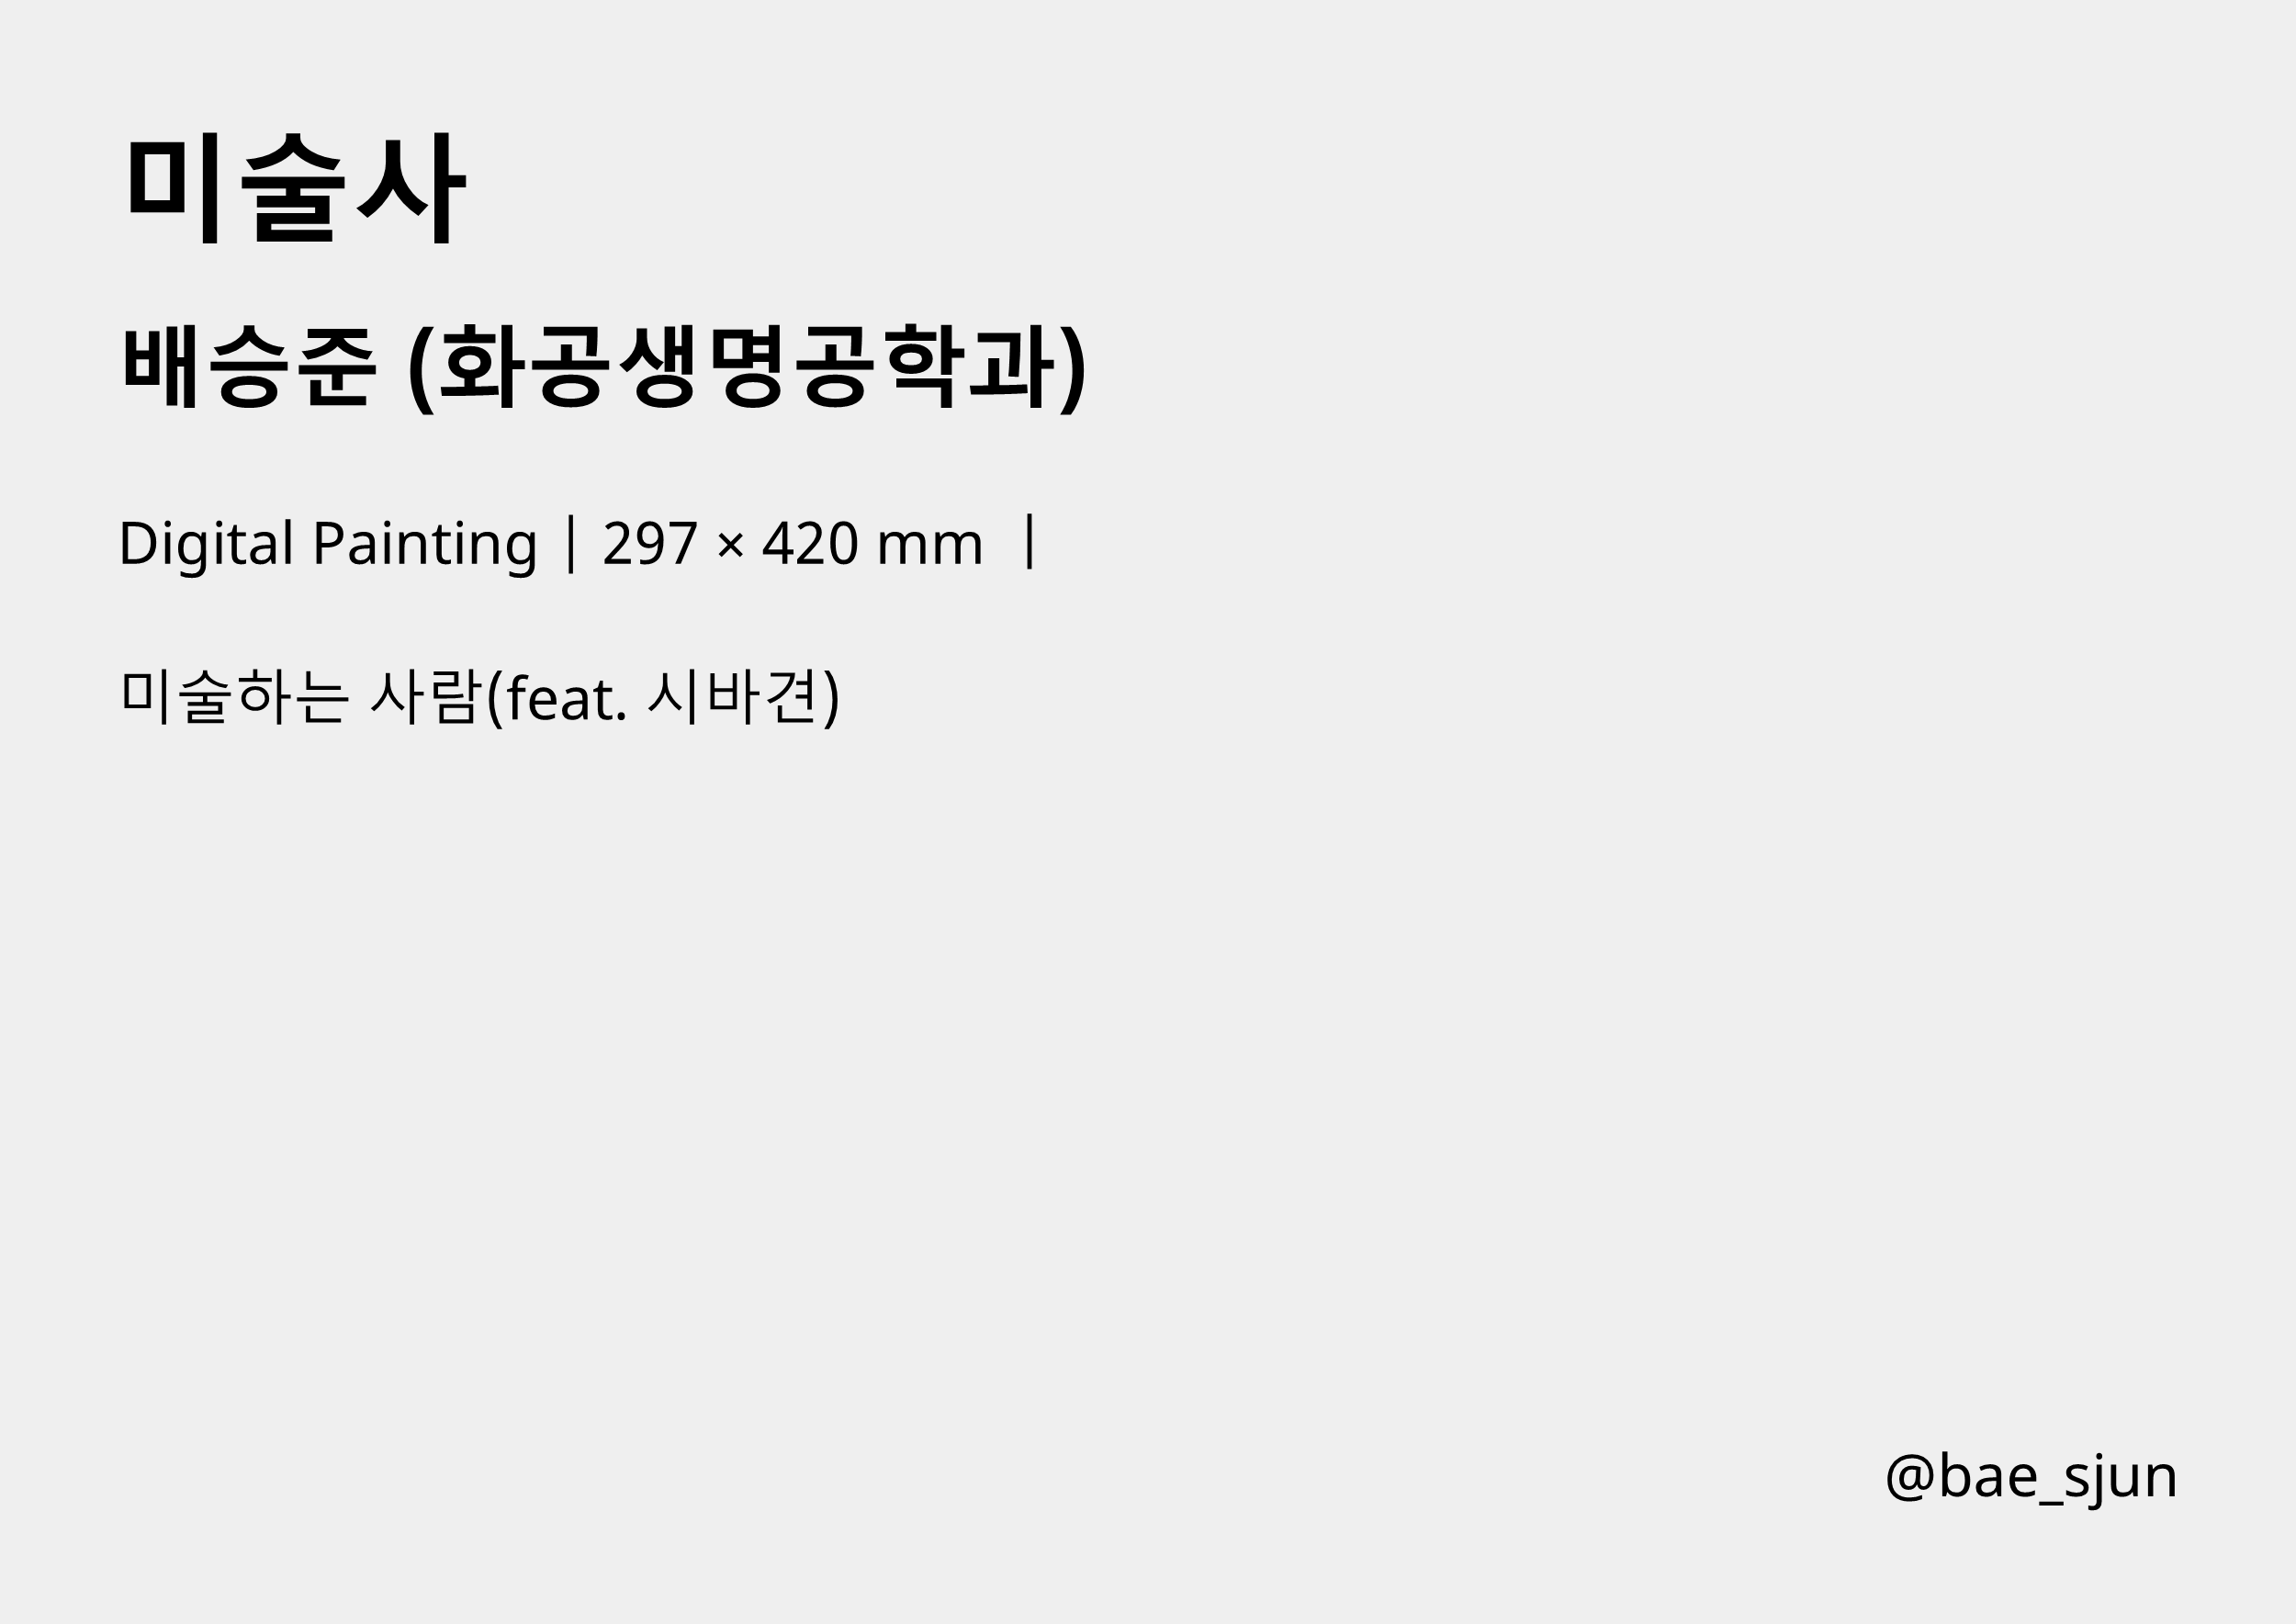 미술사
배승준 (화공생명공학과)
Digital Painting | 297 × 420 mm |
미술하는 사람(feat. 시바견)
@bae_sjun